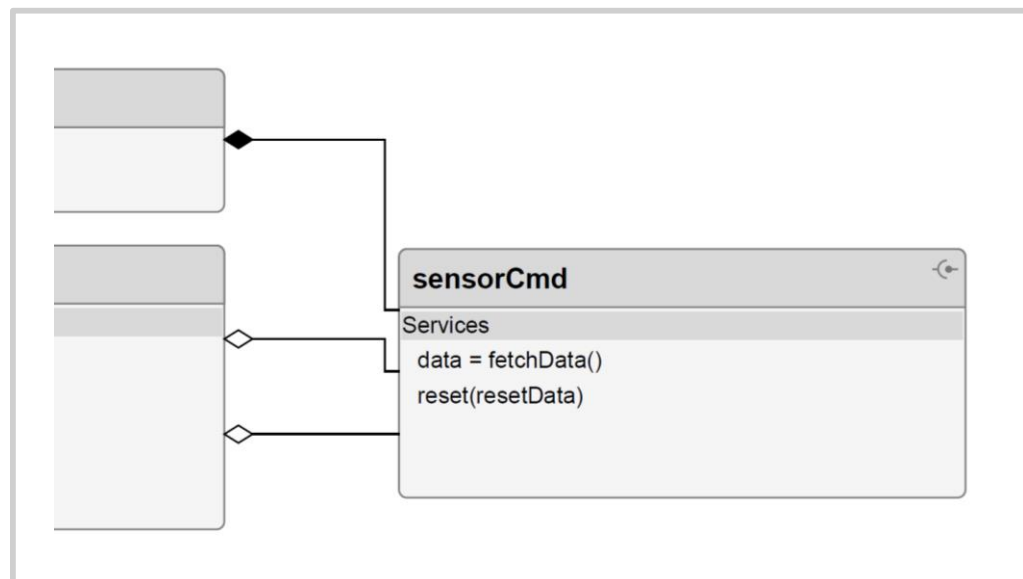 sensorCmd
Services
data = fetchData()
reset(resetData)